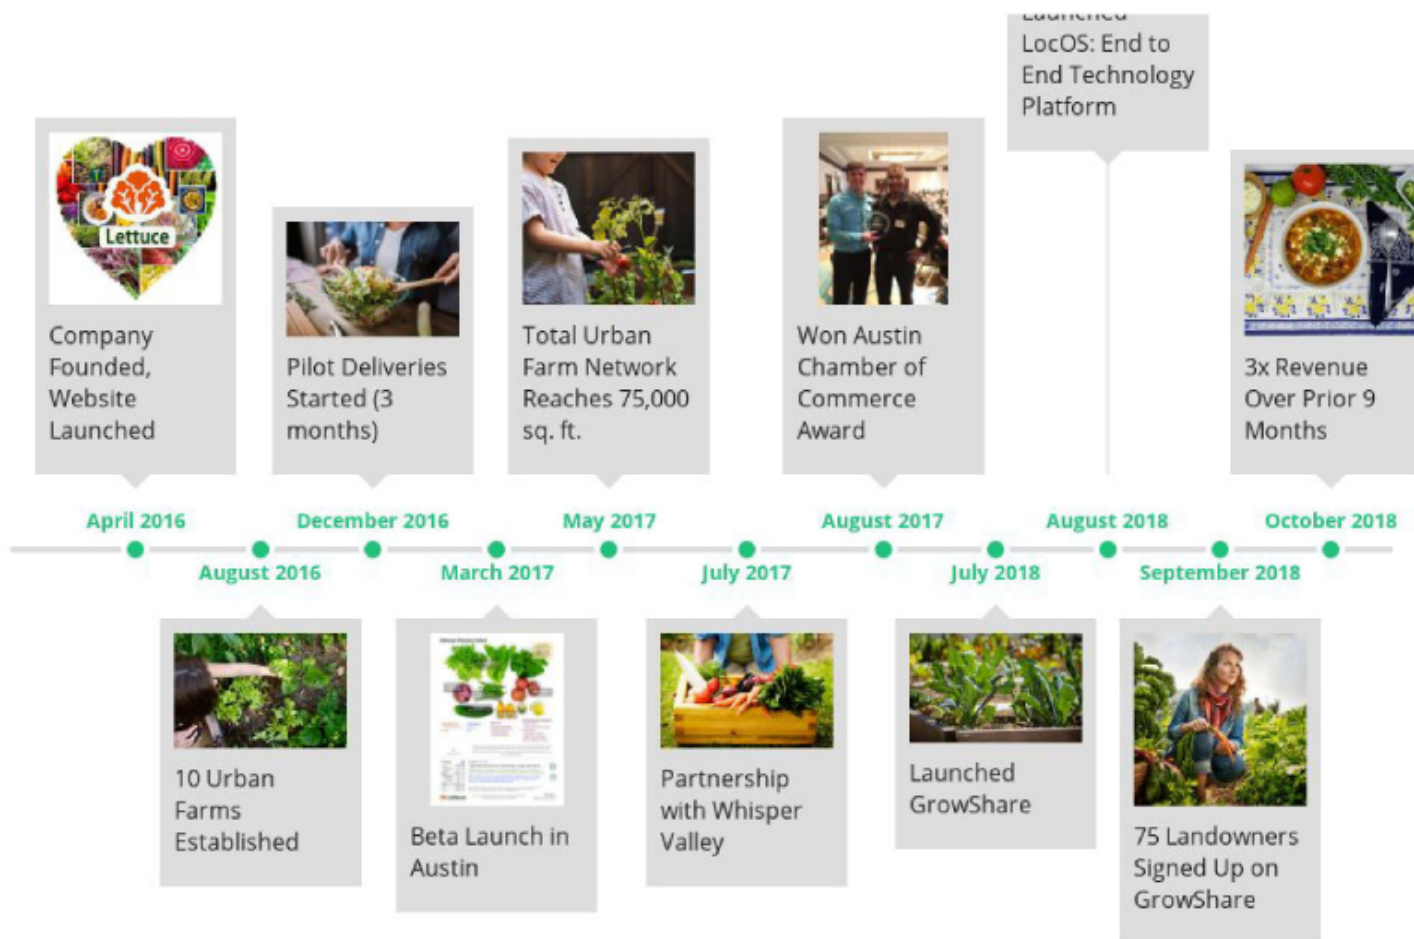 Launched
LocOS: End to
End Technology
Platform
Lettuce
Company
Founded,
Website
Launched
Pilot Deliveries
Started (3
months)
Total Urban
Farm Network
Reaches 75,000
sq. ft.
Won Austin
Chamber of
Commerce
Award
3x Revenue
Over Prior 9
Months
April 2016
December 2016
May 2017
August 2017
August 2018
October 2018
August 2016
March 2017
July 2017
July 2018
September 2018
10 Urban
Farms
Established
Beta Launch in
Austin
Partnership
with Whisper
Valley
Launched
GrowShare
75 Landowners
Signed Up on
GrowShare